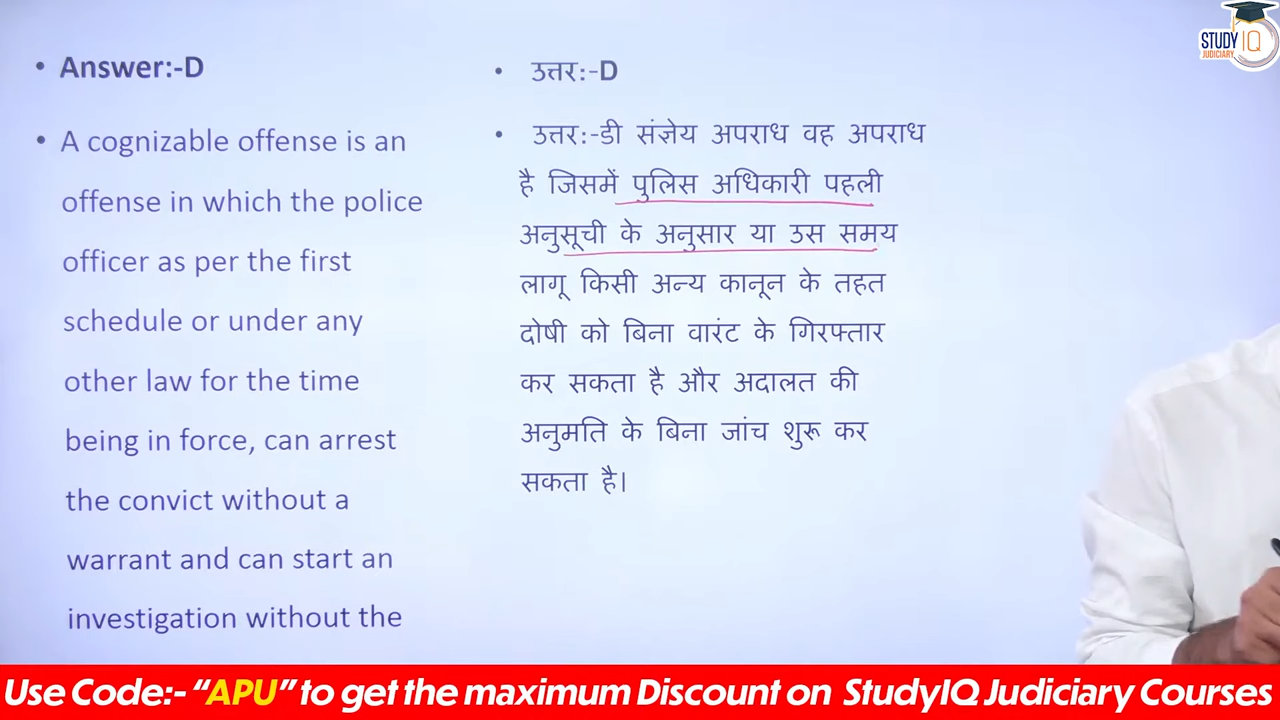 STUDY IQ
JUDICIARY
• Answer:-D
• A cognizable offense is an
offense in which the police
officer as per the first
schedule or under any
other law for the time
being in force, can arrest
the convict without a
warrant and can start an
investigation without the
• उत्तर:-D
• उत्तर:-डी संज्ञेय अपराध वह अपराध
है जिसमें पुलिस अधिकारी पहली
अनुसूची के अनुसार या उस समय
लागू किसी अन्य कानून के तहत
दोषी को बिना वारंट के गिरफ्तार
कर सकता है और अदालत की
अनुमति के बिना जांच शुरू कर
सकता है।
Use Code:- “APU” to get the maximum Discount on StudyIQ Judiciary Courses